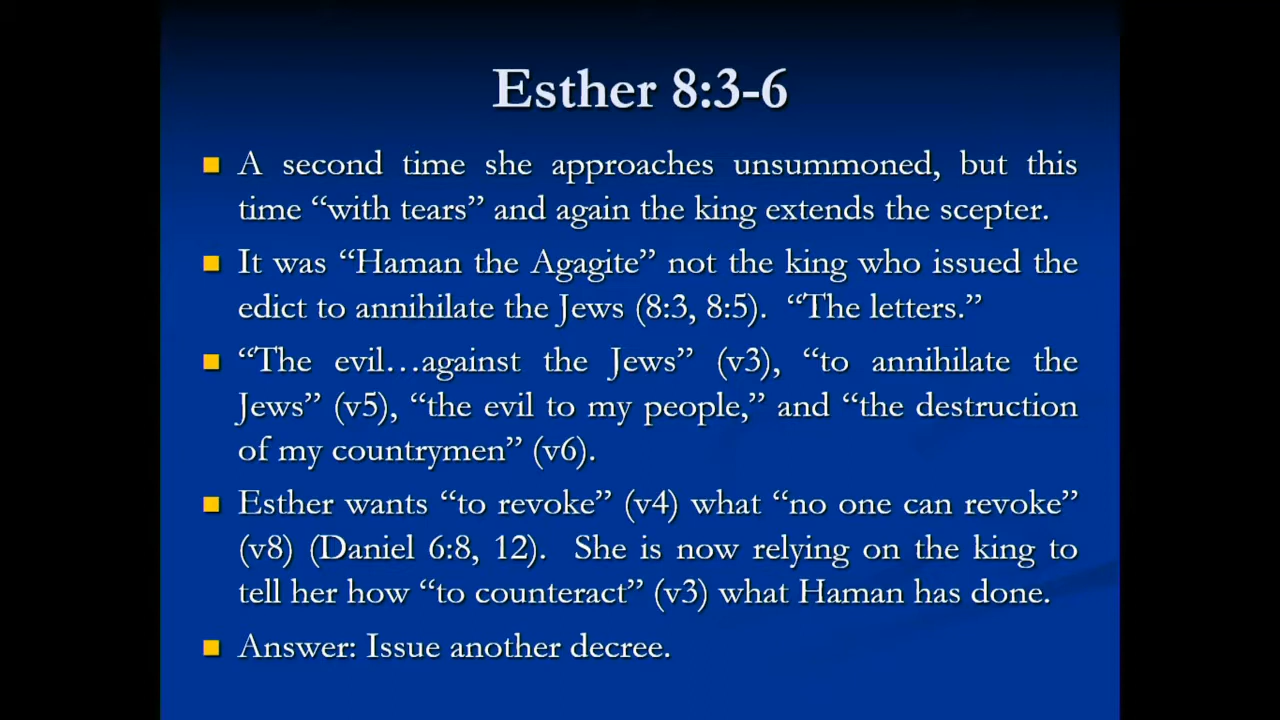 Esther 8:3-6
■ A second time she approaches unsummoned, but this
time “with tears” and again the king extends the scepter.
■ It was “Haman the Agagite” not the king who issued the
edict to annihilate the Jews (8:3, 8:5).  “The letters.”
■ “The evil…against the Jews” (v3), “to annihilate the
Jews” (v5), “the evil to my people,” and “the destruction
of my countrymen” (v6).
■ Esther wants “to revoke” (v4) what “no one can revoke”
(v8) (Daniel 6:8, 12).  She is now relying on the king to
tell her how “to counteract” (v3) what Haman has done.
■ Answer: Issue another decree.